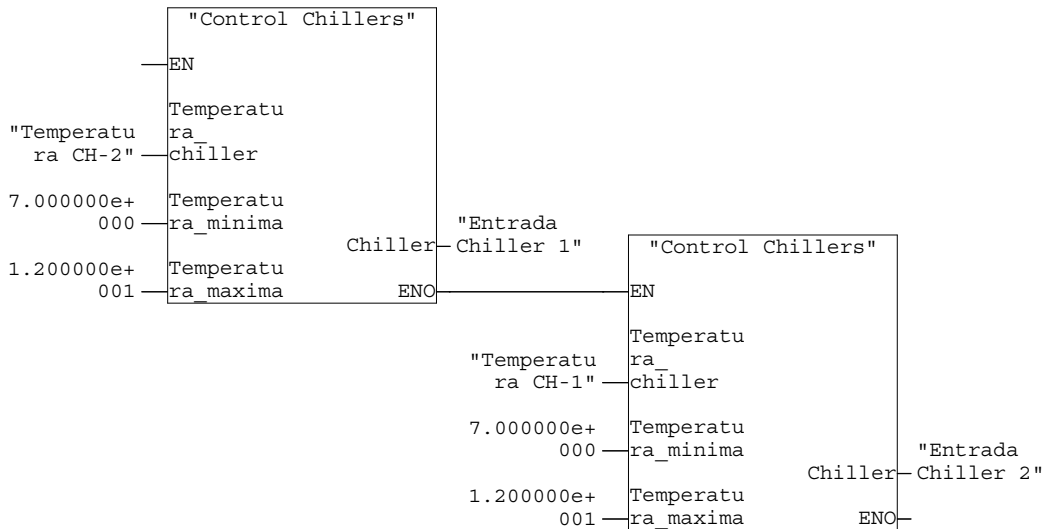 "Control Chillers"
EN
Temperatu
"Temperatu ra_
ra CH-2" chiller
7.000000e+ Temperatu
000 ra_minima
"Entrada
Chiller Chiller 1"
1.200000e+ Temperatu
001 ra_maxima ENO
"Control Chillers"
EN
Temperatu
"Temperatu ra_
ra CH-1" chiller
7.000000e+ Temperatu
000 ra_minima
"Entrada
Chiller Chiller 2"
1.200000e+ Temperatu
001 ra_maxima ENO